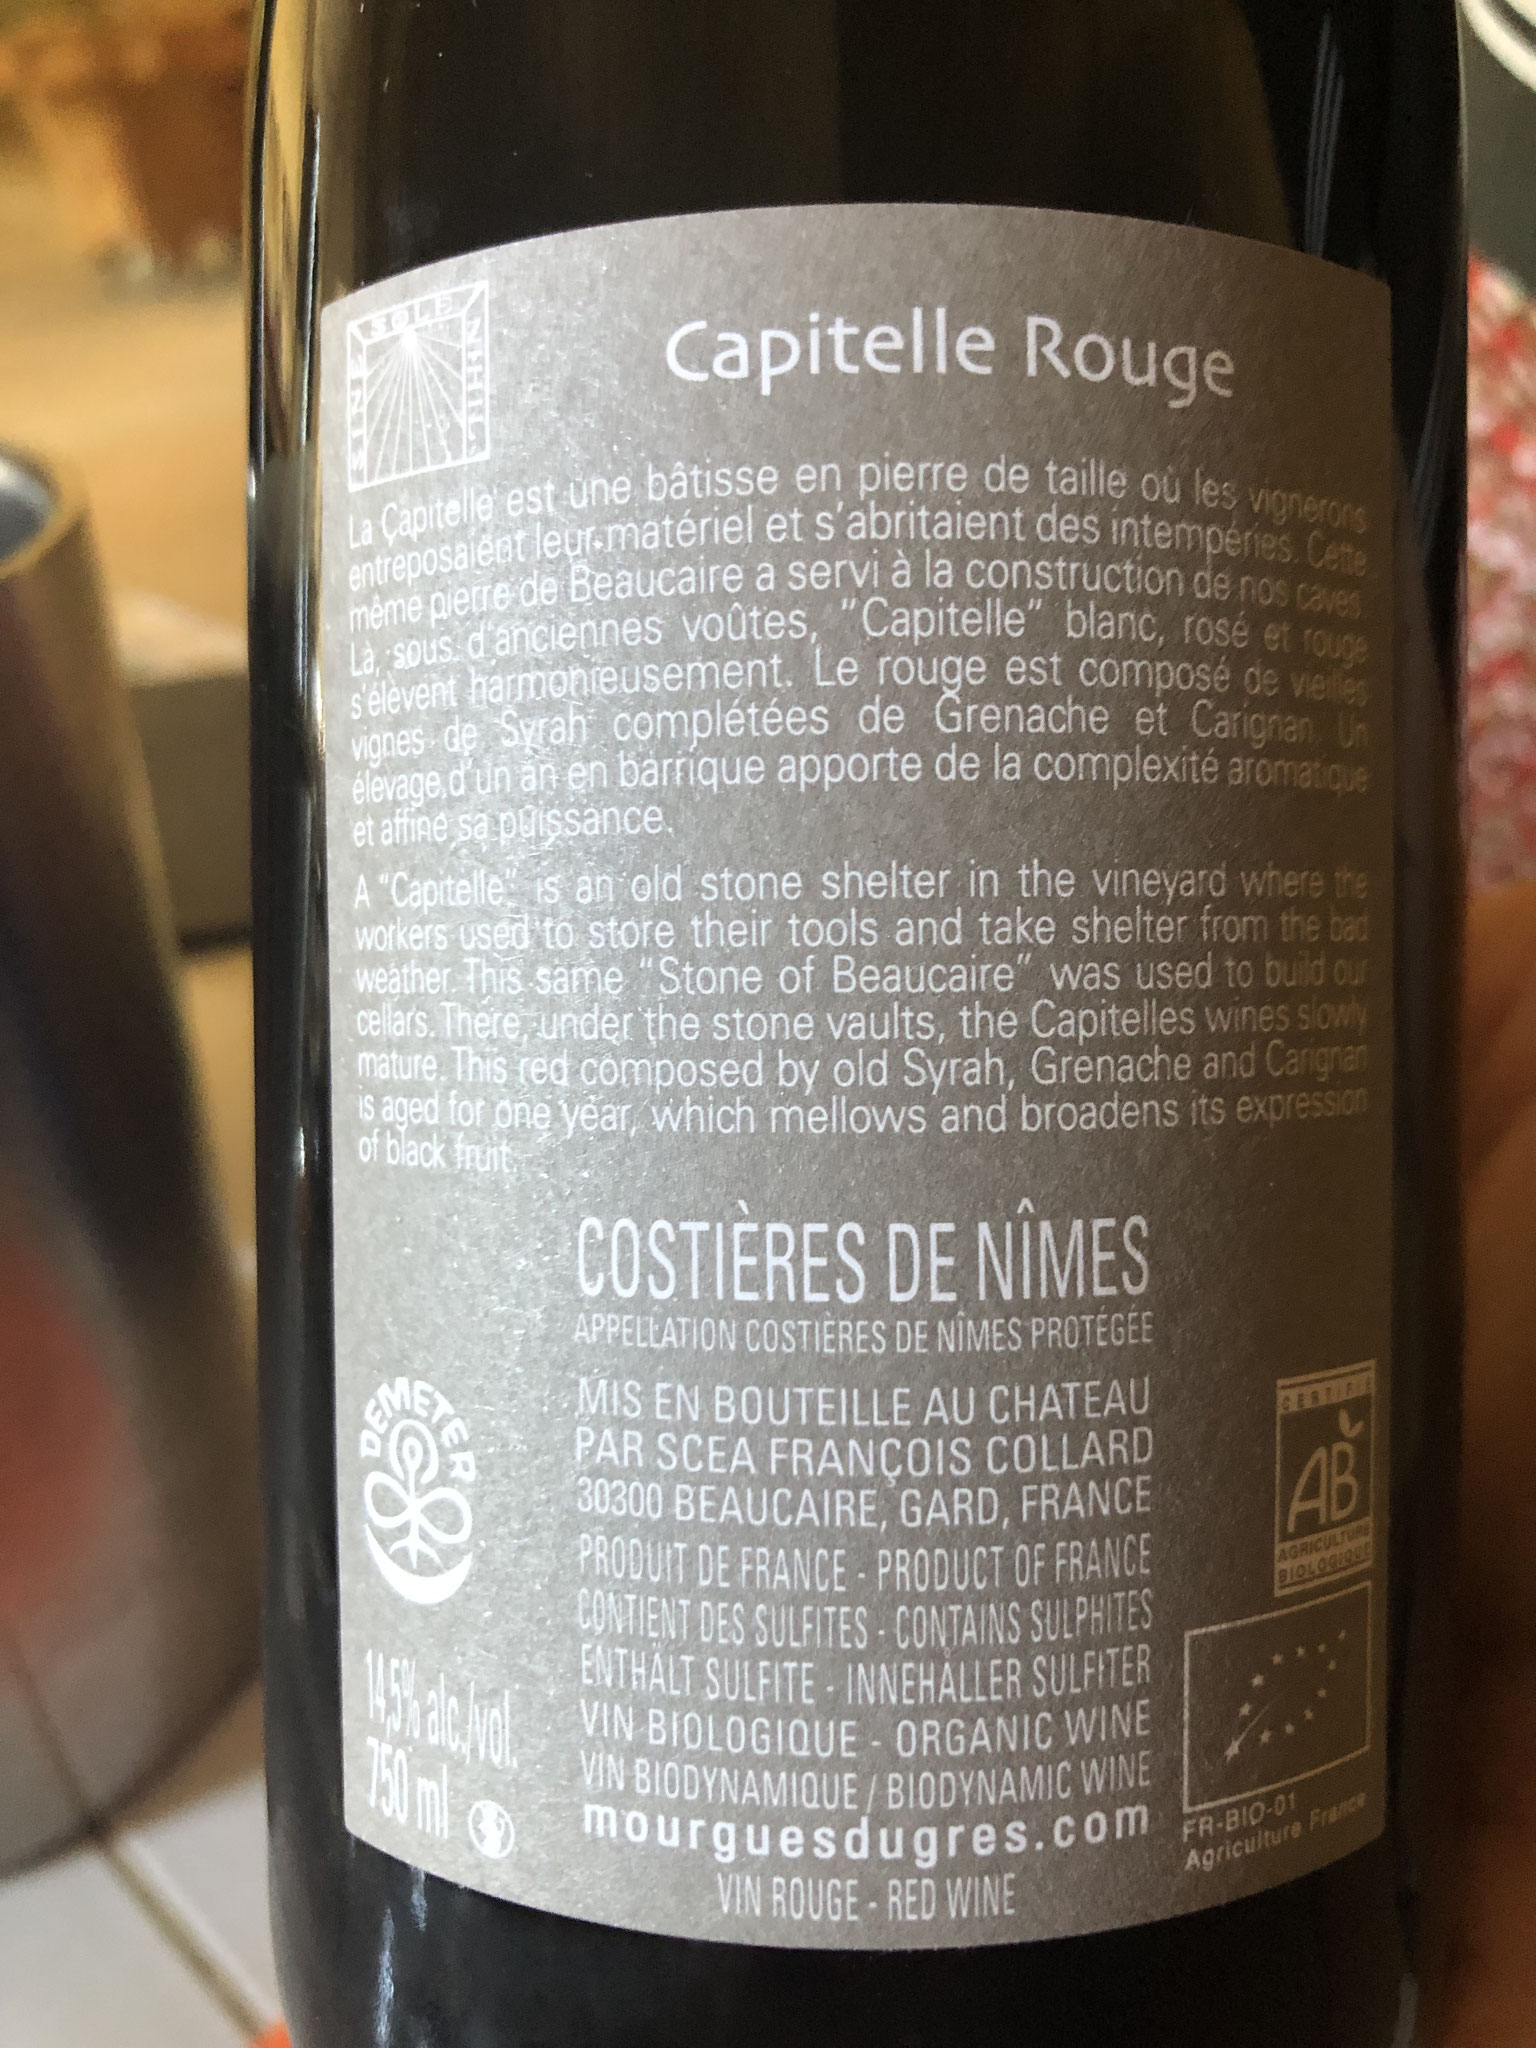 SINE SOLE NIHIL
Capitelle Rouge
La Capitelle est une bâtisse en pierre de taille où les vignerons
entreposaient leur matériel et s'abritaient des intempéries. Cette
même pierre de Beaucaire a servi à la construction de nos caves.
Là, sous d'anciennes voûtes, "Capitelle" blanc, rosé et rouge
s'élèvent harmonieusement. Le rouge est composé de vieilles
vignes de Syrah complétées de Grenache et Carignan. Un
élevage d'un an en barrique apporte de la complexité aromatique
et affine sa puissance.
A "Capitelle" is an old stone shelter in the vineyard where the
workers used to store their tools and take shelter from the bad
weather. This same "Stone of Beaucaire" was used to build our
cellars. There, under the stone vaults, the Capitelles wines slowly
mature. This red composed by old Syrah, Grenache and Carignan
is aged for one year, which mellows and broadens its expression
of black fruit.
COSTIÈRES DE NÎMES
APPELLATION COSTIÈRES DE NÎMES PROTÉGÉE
MIS EN BOUTEILLE AU CHATEAU
PAR SCEA FRANÇOIS COLLARD
30300 BEAUCAIRE, GARD, FRANCE
PRODUIT DE FRANCE - PRODUCT OF FRANCE
CONTIENT DES SULFITES - CONTAINS SULPHITES
ENTHÄLT SULFITE - INNEHALLER SULFITER
VIN BIOLOGIQUE - ORGANIC WINE
VIN BIODYNAMIQUE / BIODYNAMIC WINE
mourguesdugres.com
VIN ROUGE - RED WINE
DEMETER
14,5% alc./vol.
750 ml
CERTIFIÉ
AB
AGRICULTURE
BIOLOGIQUE
FR-BIO-01
Agriculture France